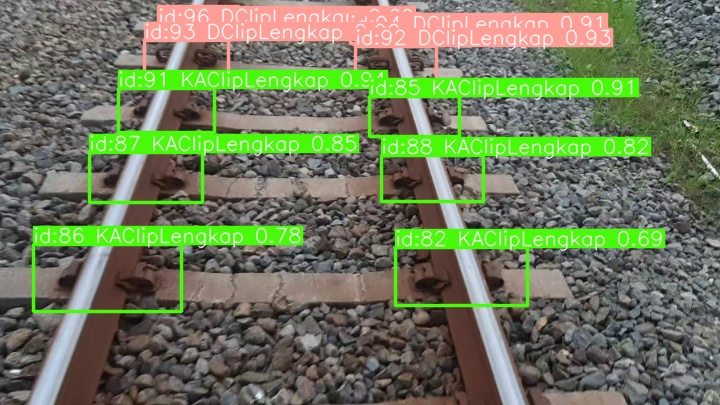 id:96 DClipLengkap
0.91
id:93 DClipLengkap
id:92 DClipLengkap 0.93
id:91 KAClipLengkap 0.94
id:85 KAClipLengkap 0.91
id:87 KAClipLengkap 0.85
id:88 KAClipLengkap 0.82
id:86 KAClipLengkap 0.78
id:82 KAClipLengkap 0.69